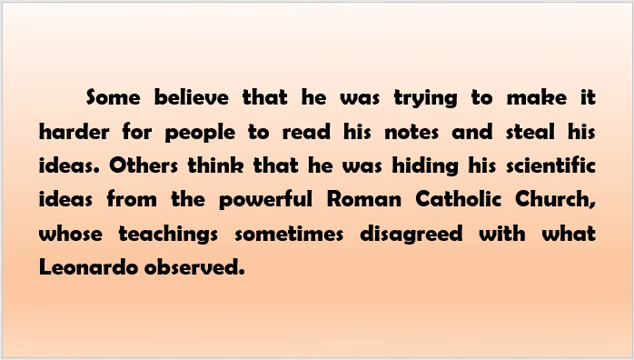 Some believe that he was trying to make it
harder for people to read his notes and steal his
ideas. Others think that he was hiding his scientific
ideas from the powerful Roman Catholic Church,
whose teachings sometimes disagreed with what
Leonardo observed.